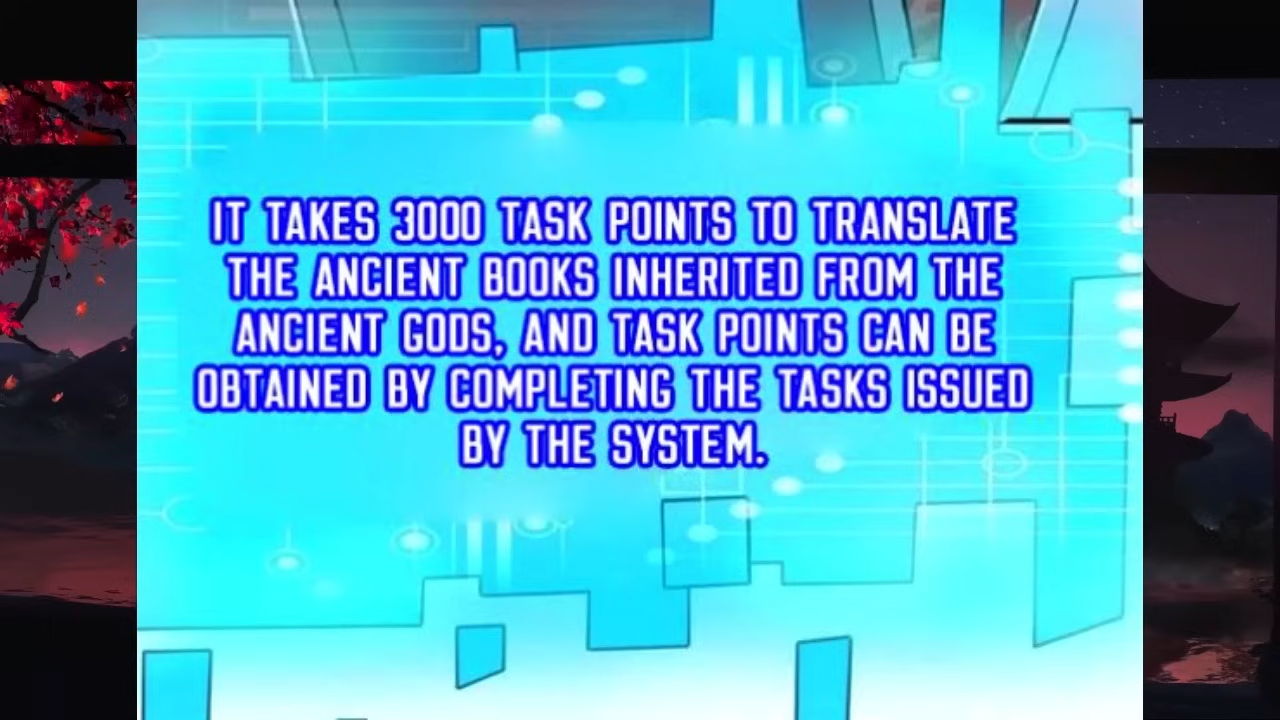 IT TAKES 3000 TASK POINTS TO TRANSLATE
THE ANCIENT BOOKS INHERITED FROM THE
ANCIENT GODS, AND TASK POINTS CAN BE
OBTAINED BY COMPLETING THE TASKS ISSUED
BY THE SYSTEM.